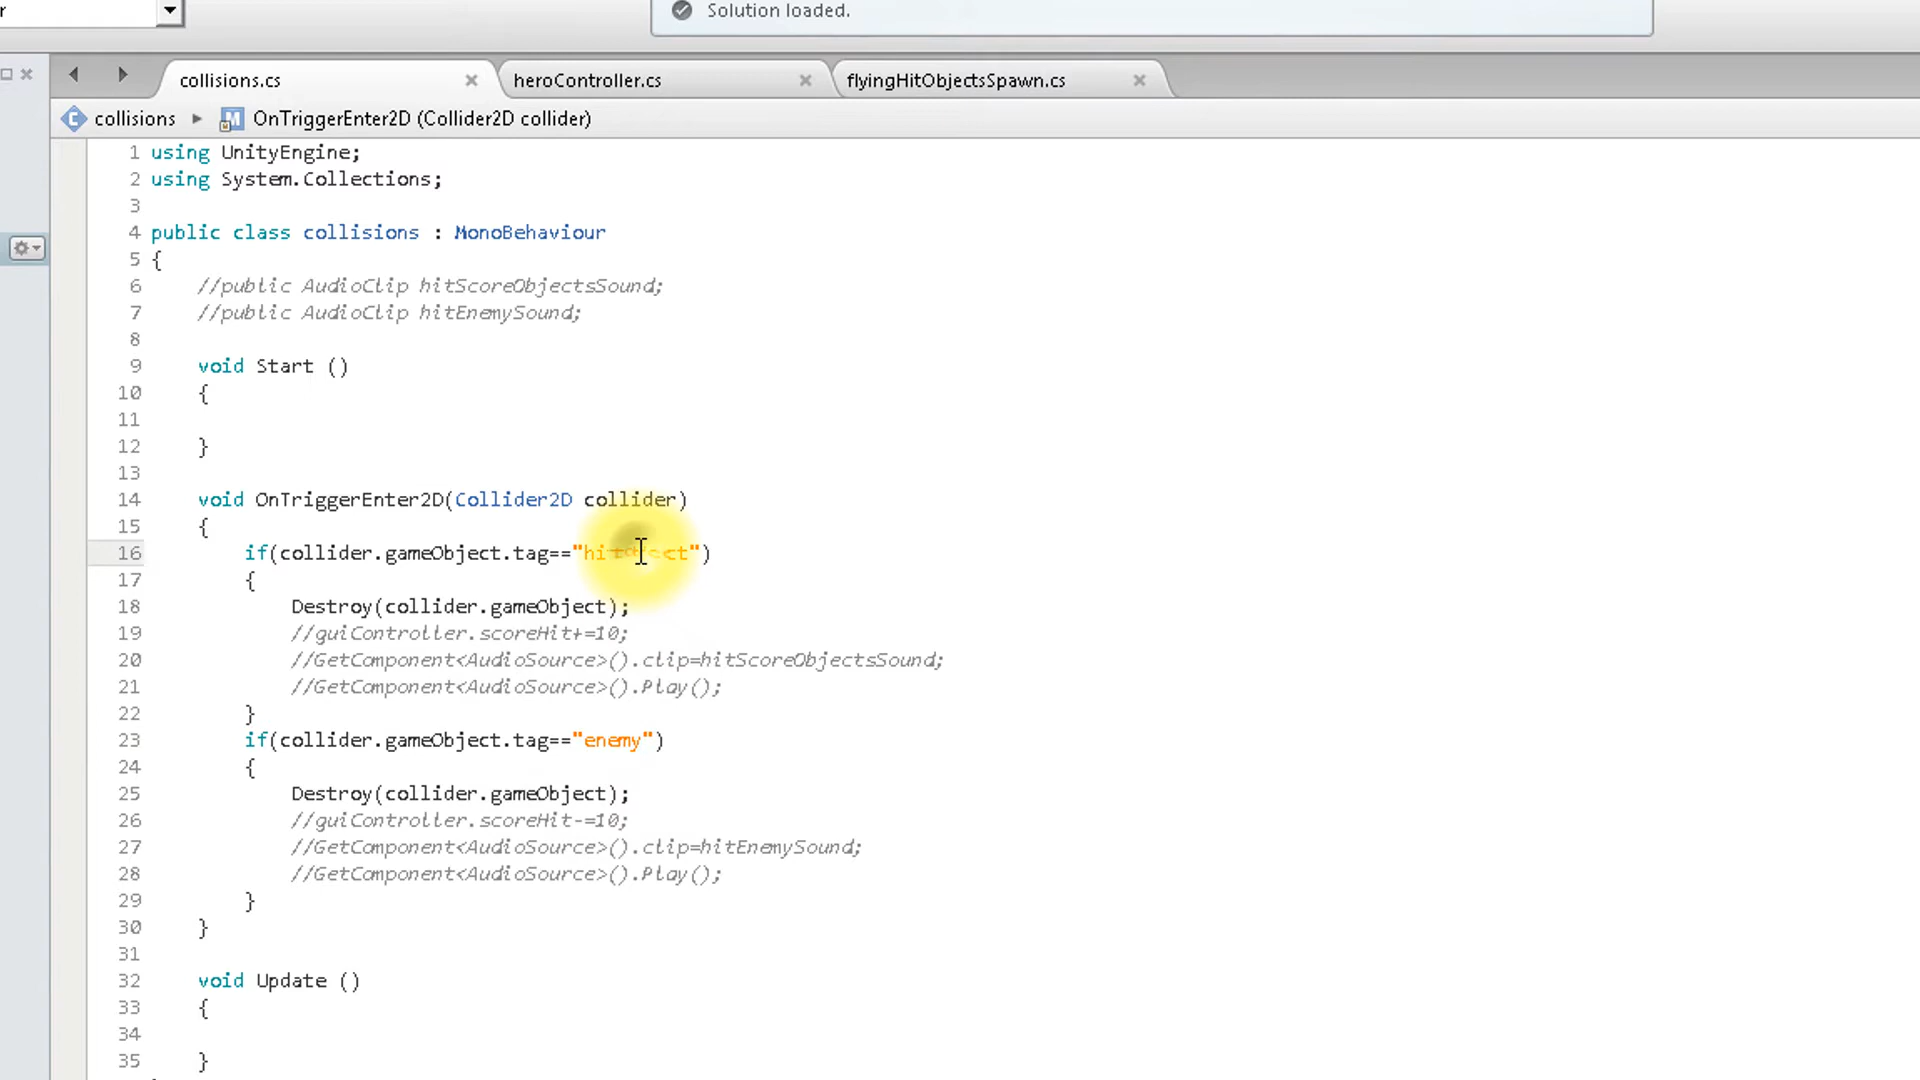 r
Solution loaded.
collisions.cs
heroController.cs
flyingHitObjectsSpawn.cs
collisions
OnTriggerEnter2D (Collider2D collider)
1 using UnityEngine;
2 using System.Collections;
3
4 public class collisions : MonoBehaviour
5 {
6 //public AudioClip hitScoreObjectsSound;
7 //public AudioClip hitEnemySound;
8
9 void Start ()
10 {
11
12 }
13
14 void OnTriggerEnter2D(Collider2D collider)
15 {
16 if(collider.gameObject.tag=="hitObject")
17 {
18 Destroy(collider.gameObject);
19 //guiController.scoreHit+=10;
20 //GetComponent<AudioSource>().clip=hitScoreObjectsSound;
21 //GetComponent<AudioSource>().Play();
22 }
23 if(collider.gameObject.tag=="enemy")
24 {
25 Destroy(collider.gameObject);
26 //guiController.scoreHit-=10;
27 //GetComponent<AudioSource>().clip=hitEnemySound;
28 //GetComponent<AudioSource>().Play();
29 }
30 }
31
32 void Update ()
33 {
34
35 }